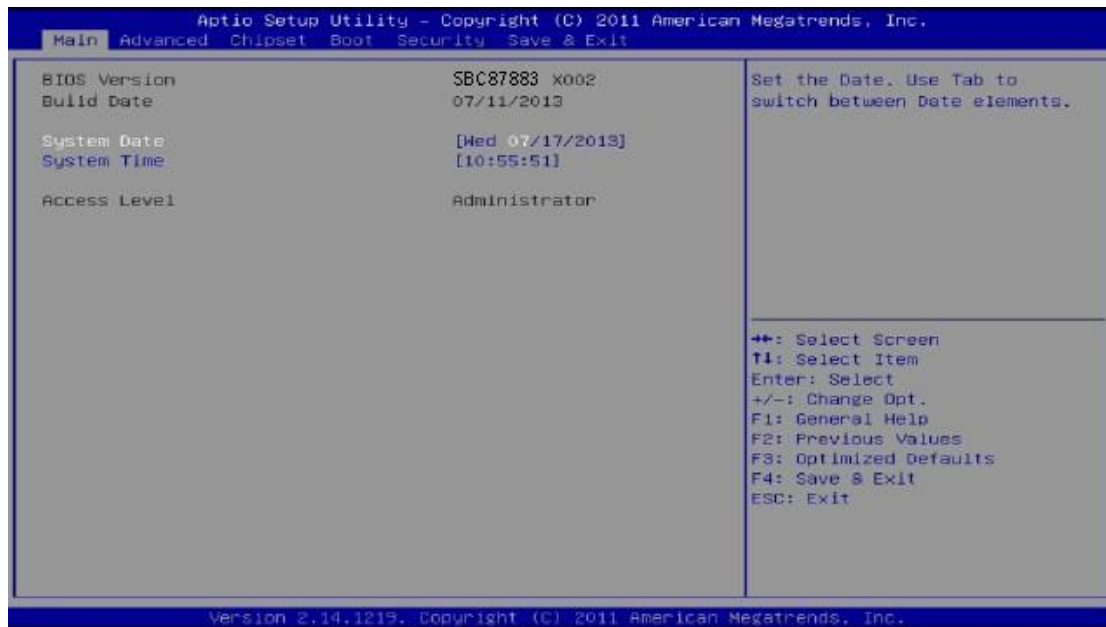 Aptio Setup Utility – Copyright (C) 2011 American Megatrends, Inc.
Main Advanced Chipset Boot Security Save & Exit
BIOS Version SBC87883 X002
Build Date 07/11/2013
System Date [Wed 07/17/2013]
System Time [10:55:51]
Access Level Administrator
Set the Date. Use Tab to
switch between Date elements.
→←: Select Screen
↑↓: Select Item
Enter: Select
+/-: Change Opt.
F1: General Help
F2: Previous Values
F3: Optimized Defaults
F4: Save & Exit
ESC: Exit
Version 2.14.1219. Copyright (C) 2011 American Megatrends, Inc.